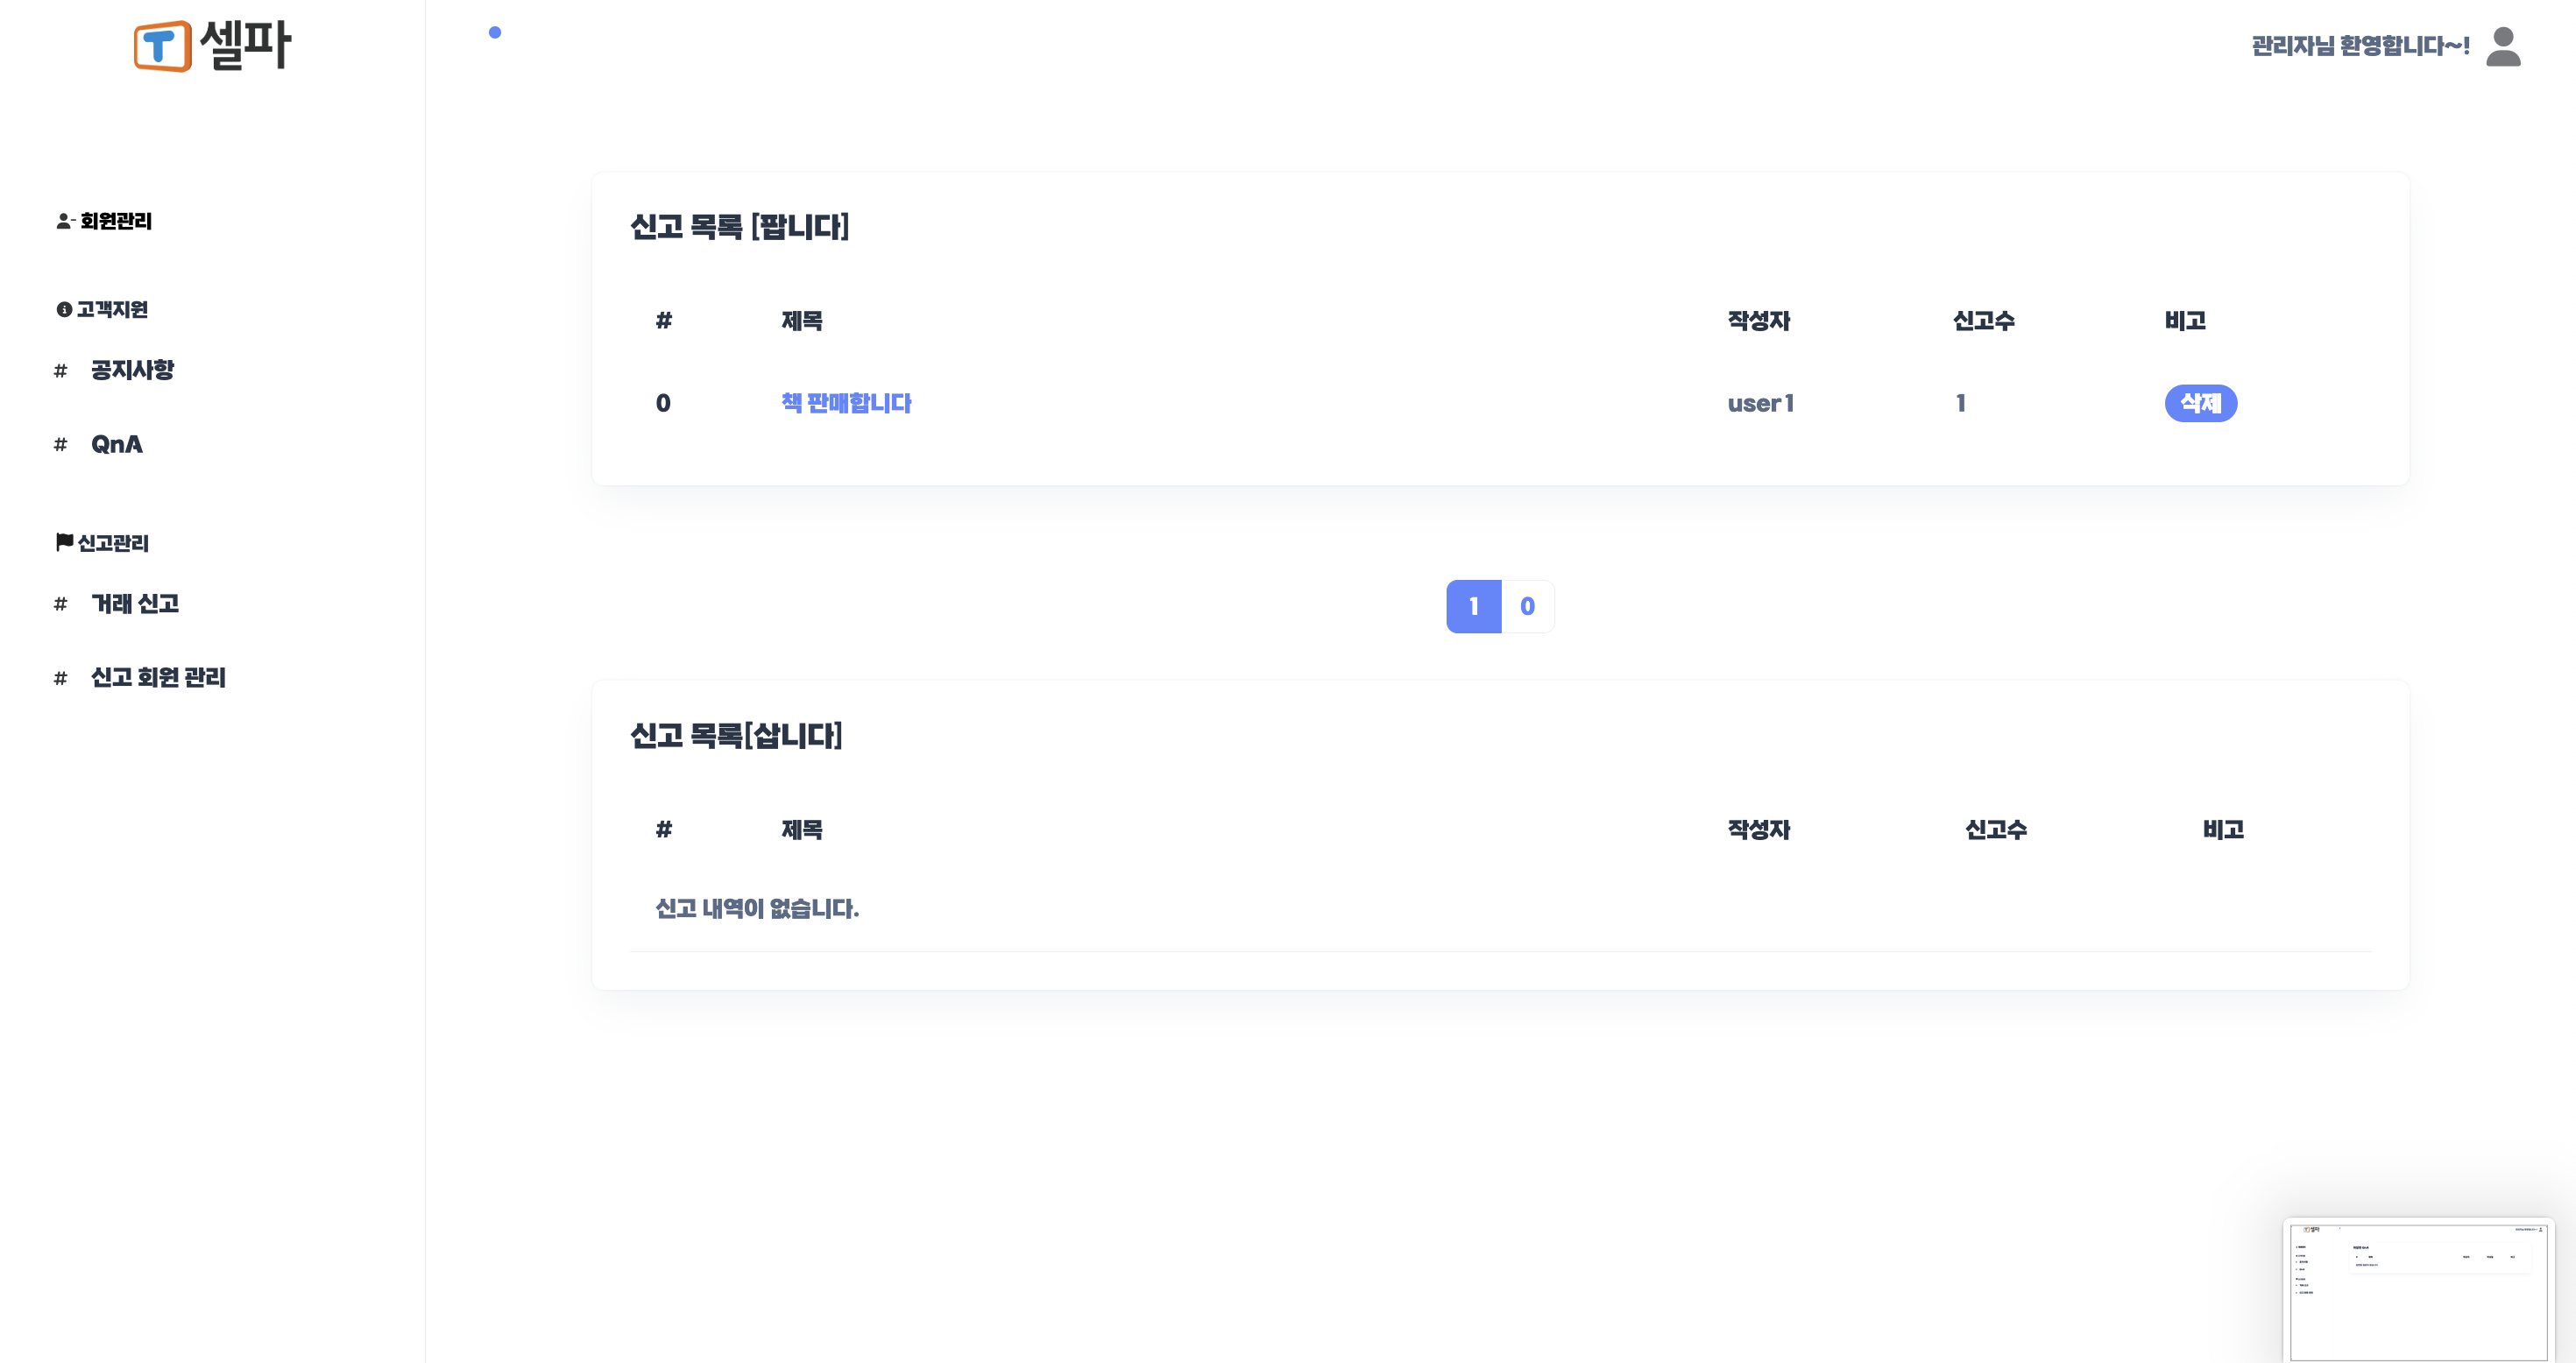 T 셀파
관리자님 환영합니다~!
회원관리
고객지원
# 공지사항
# QnA
신고관리
# 거래 신고
# 신고 회원 관리
신고 목록 [팝니다]
# 제목 작성자 신고수 비고
0 책 판매합니다 user1 1 삭제
1 0
신고 목록[삽니다]
# 제목 작성자 신고수 비고
신고 내역이 없습니다.